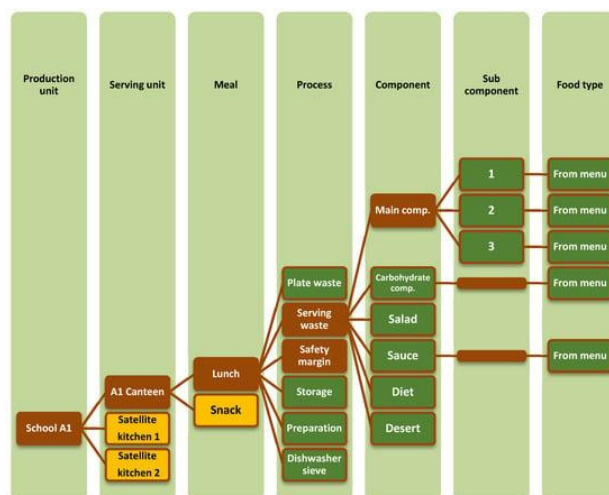 Production
unit
Serving unit
Meal
Process
Component
Sub
component
Food type
1
From menu
Main comp.
2
From menu
3
From menu
Plate waste
Carbohydrate
comp.
From menu
Serving
waste
Salad
Lunch
Safety
margin
Sauce
From menu
A1 Canteen
Snack
Storage
Diet
School A1
Satellite
kitchen 1
Preparation
Desert
Satellite
kitchen 2
Dishwasher
sieve